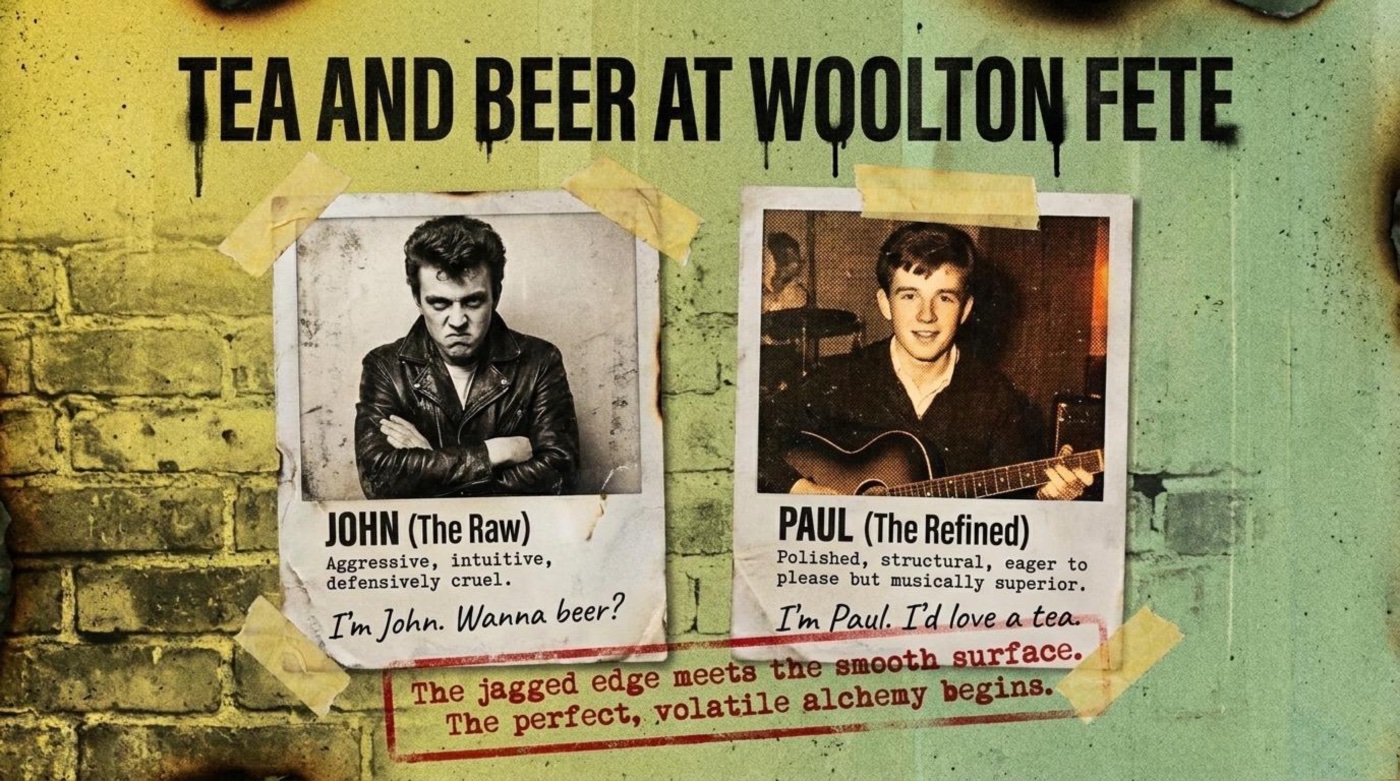 TEA AND BEER AT WOOLTON FETE
JOHN (The Raw)
Aggressive, intuitive,
defensively cruel.
I'm John. Wanna beer?
PAUL (The Refined)
Polished, structural, eager to
please but musically superior.
I'm Paul. I'd love a tea.
The jagged edge meets the smooth surface.
The perfect, volatile alchemy begins.